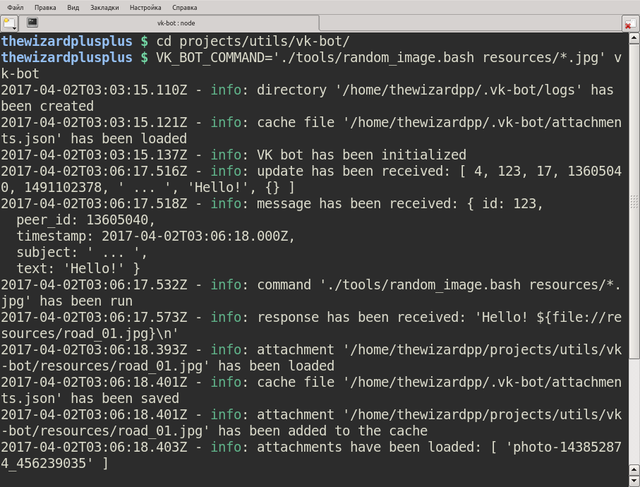 Файл Правка Вид Закладки Настройка Справка
vk-bot : node
thewizardplusplus $ cd projects/utils/vk-bot/
thewizardplusplus $ VK_BOT_COMMAND='./tools/random_image.bash resources/*.jpg' v
k-bot
2017-04-02T03:03:15.110Z - info: directory '/home/thewizardpp/.vk-bot/logs' has
been created
2017-04-02T03:03:15.121Z - info: cache file '/home/thewizardpp/.vk-bot/attachmen
ts.json' has been loaded
2017-04-02T03:03:15.137Z - info: VK bot has been initialized
2017-04-02T03:06:17.516Z - info: update has been received: [ 4, 123, 17, 1360504
0, 1491102378, ' ... ', 'Hello!', {} ]
2017-04-02T03:06:17.518Z - info: message has been received: { id: 123,
  peer_id: 13605040,
  timestamp: 2017-04-02T03:06:18.000Z,
  subject: ' ... ',
  text: 'Hello!' }
2017-04-02T03:06:17.532Z - info: command './tools/random_image.bash resources/*.
jpg' has been run
2017-04-02T03:06:17.573Z - info: response has been received: 'Hello! ${file://re
sources/road_01.jpg}\n'
2017-04-02T03:06:18.393Z - info: attachment '/home/thewizardpp/projects/utils/vk
-bot/resources/road_01.jpg' has been loaded
2017-04-02T03:06:18.401Z - info: cache file '/home/thewizardpp/.vk-bot/attachmen
ts.json' has been saved
2017-04-02T03:06:18.401Z - info: attachment '/home/thewizardpp/projects/utils/vk
-bot/resources/road_01.jpg' has been added to the cache
2017-04-02T03:06:18.403Z - info: attachments have been loaded: [ 'photo-14385287
4_456239035' ]